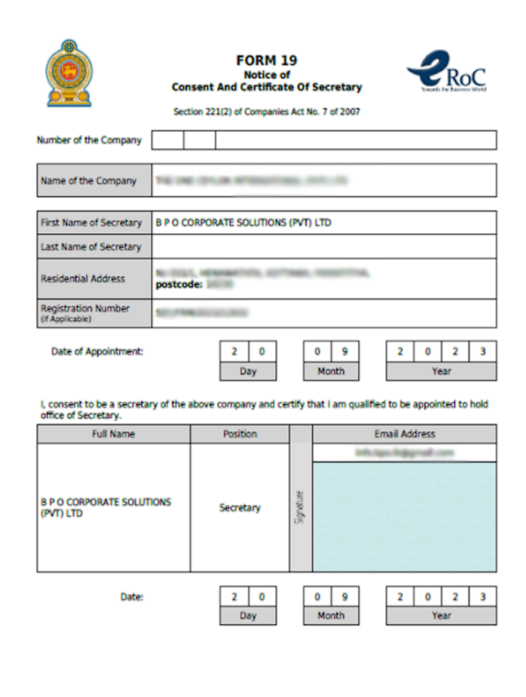 FORM 19
Notice of
Consent And Certificate Of Secretary
eRoC
Towards the Business World
Section 221(2) of Companies Act No. 7 of 2007
Number of the Company
Name of the Company
First Name of Secretary B P O CORPORATE SOLUTIONS (PVT) LTD
Last Name of Secretary
Residential Address
postcode:
Registration Number
(if Applicable)
Date of Appointment: 2 0 0 9 2 0 2 3
Day Month Year
I, consent to be a secretary of the above company and certify that I am qualified to be appointed to hold
office of Secretary.
Full Name Position Email Address
B P O CORPORATE SOLUTIONS
(PVT) LTD
Secretary
Signature
Date: 2 0 0 9 2 0 2 3
Day Month Year